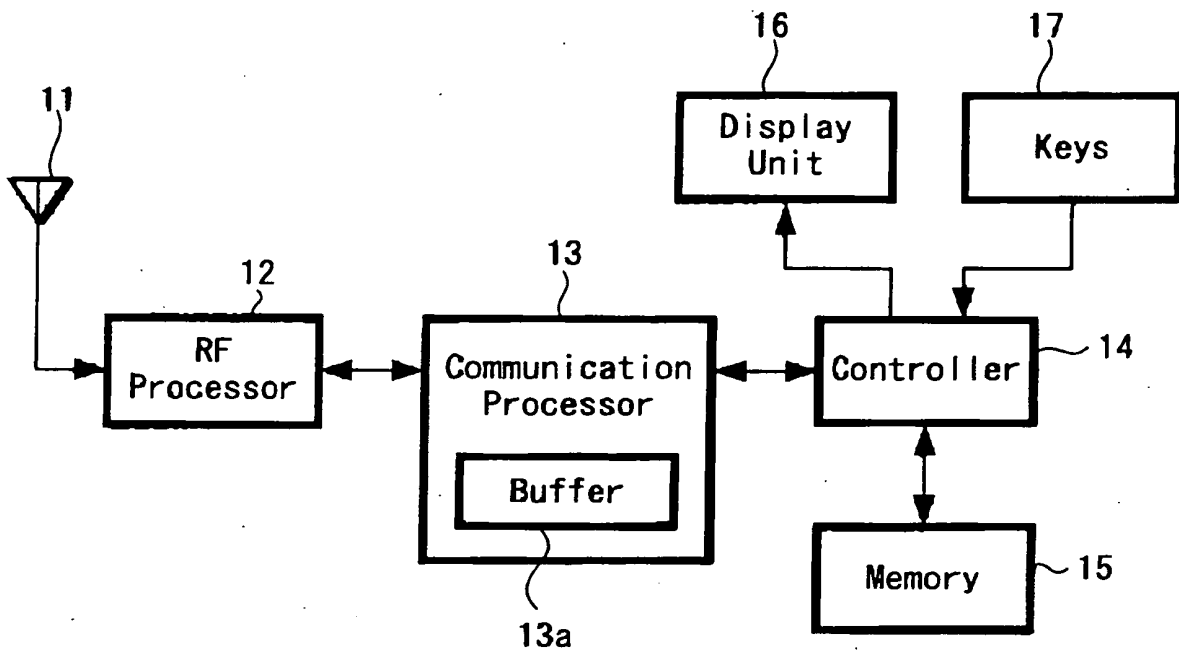 16
17
11
Display
Unit
Keys
12
13
RF
Processor
Communication
Processor
Controller
14
Buffer
Memory
15
13a